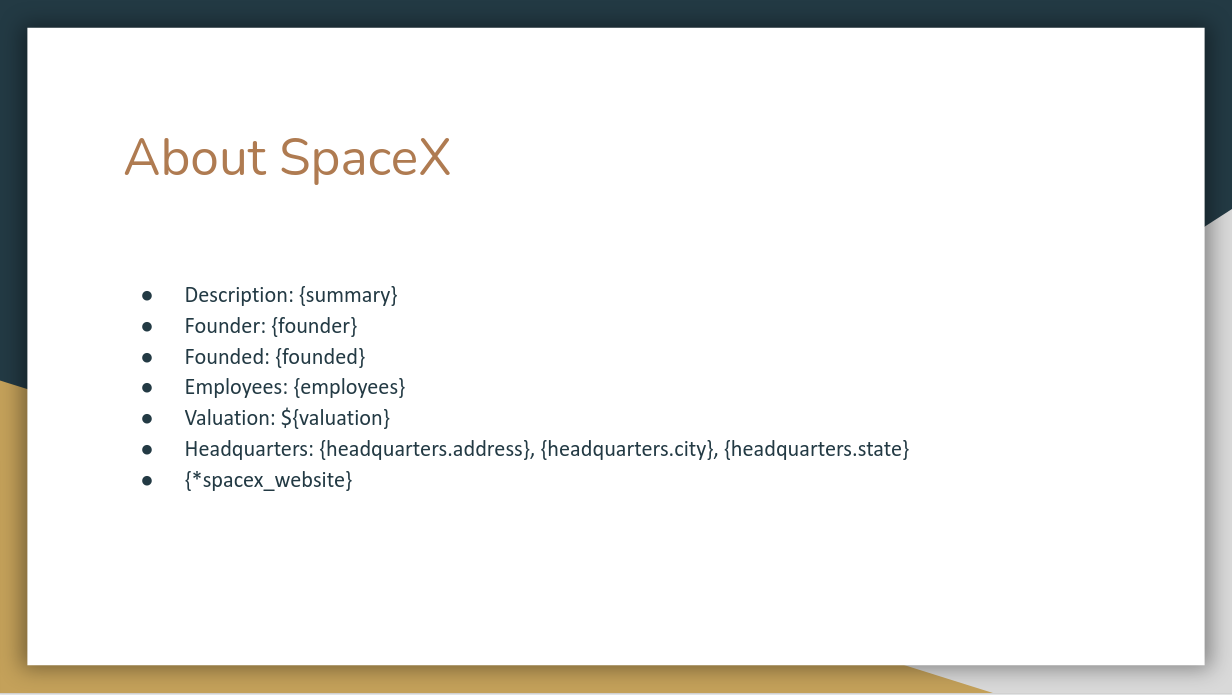 About SpaceX
● Description: {summary}
● Founder: {founder}
● Founded: {founded}
● Employees: {employees}
● Valuation: ${valuation}
● Headquarters: {headquarters.address}, {headquarters.city}, {headquarters.state}
● {*spacex_website}